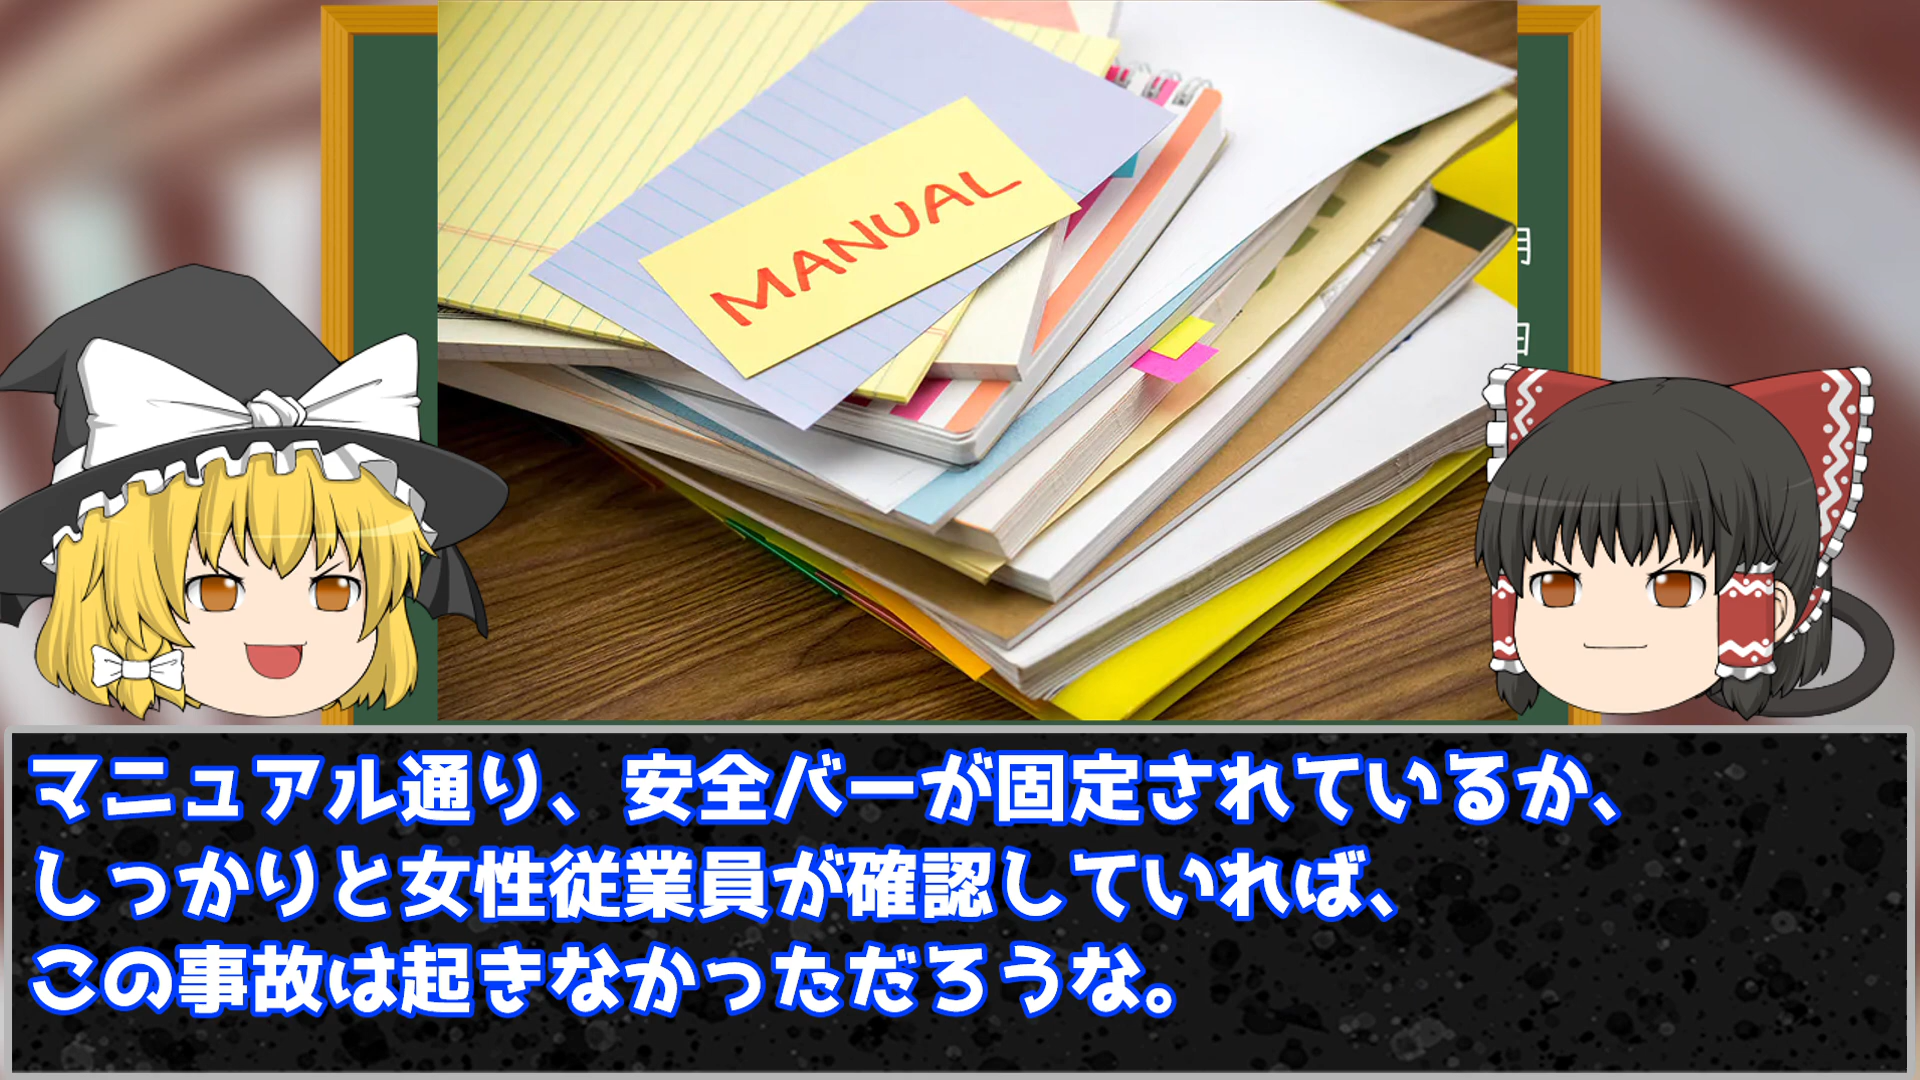 MANUAL
月
日
マニュアル通り、安全バーが固定されているか、
しっかりと女性従業員が確認していれば、
この事故は起きなかっただろうな。